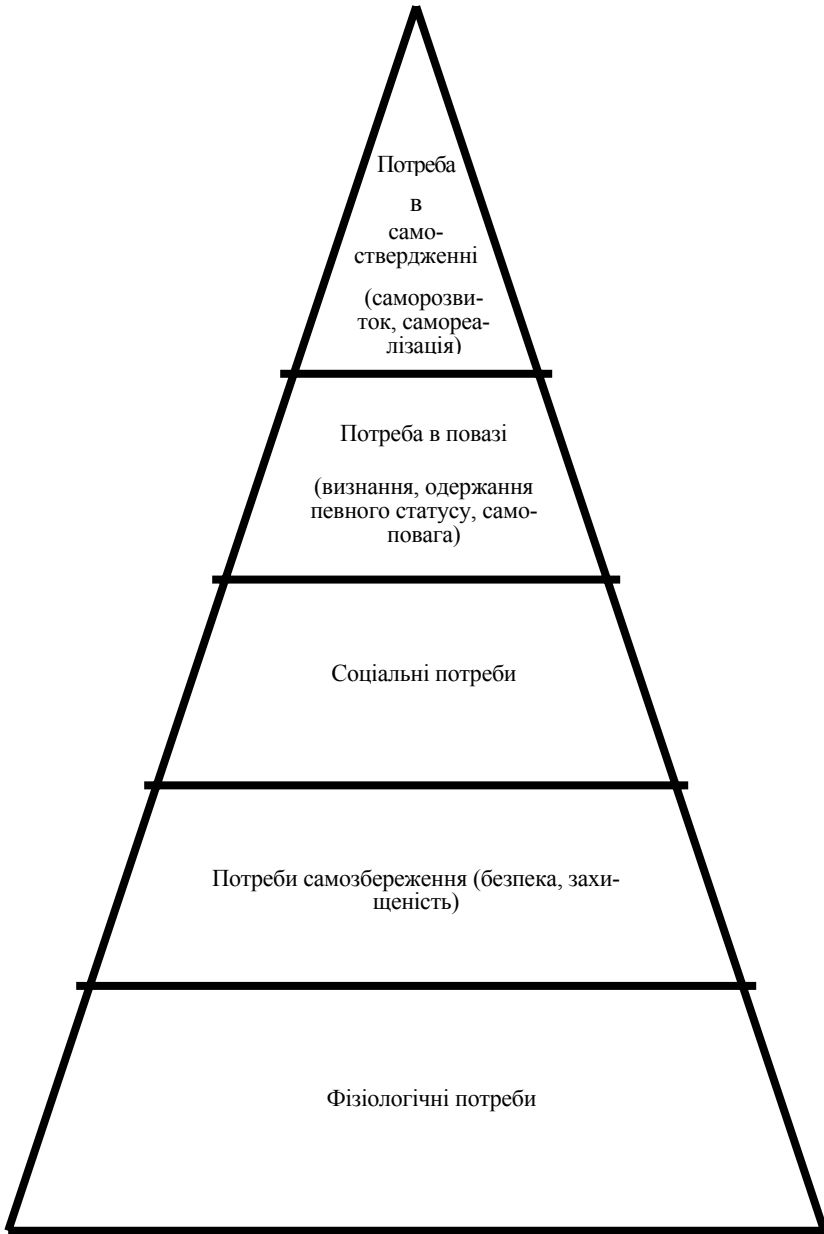 Потреба
в
само-
ствердженні
(саморозви-
ток, самореа-
лізація)
Потреба в повазі
(визнання, одержання
певного статусу, само-
повага)
Соціальні потреби
Потреби самозбереження (безпека, захи-
щеність)
Фізіологічні потреби